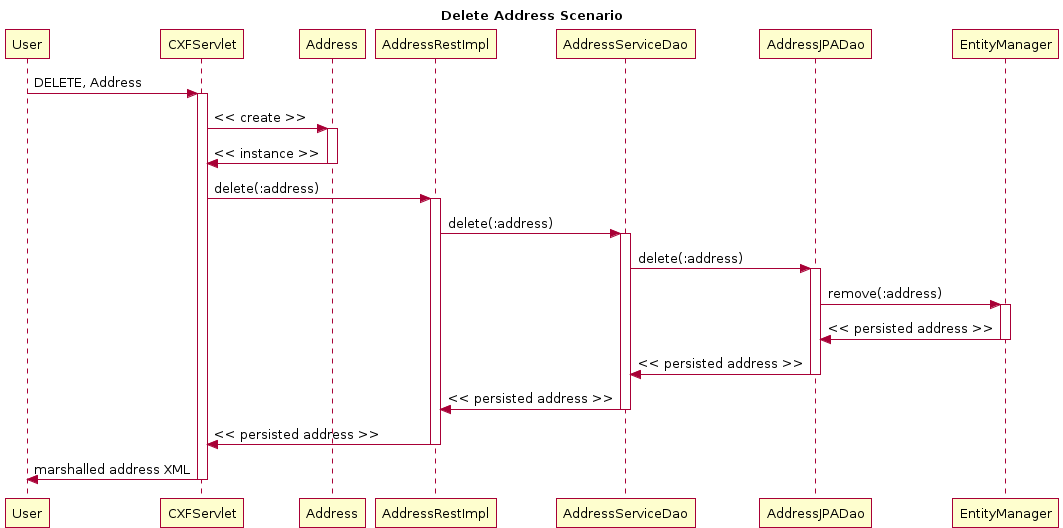 Delete Address Scenario
User CXFServlet Address AddressRestImpl AddressServiceDao AddressJPADao EntityManager
DELETE, Address
<< create >>
<< instance >>
delete(:address)
delete(:address)
delete(:address)
remove(:address)
<< persisted address >>
<< persisted address >>
<< persisted address >>
<< persisted address >>
marshalled address XML
User CXFServlet Address AddressRestImpl AddressServiceDao AddressJPADao EntityManager